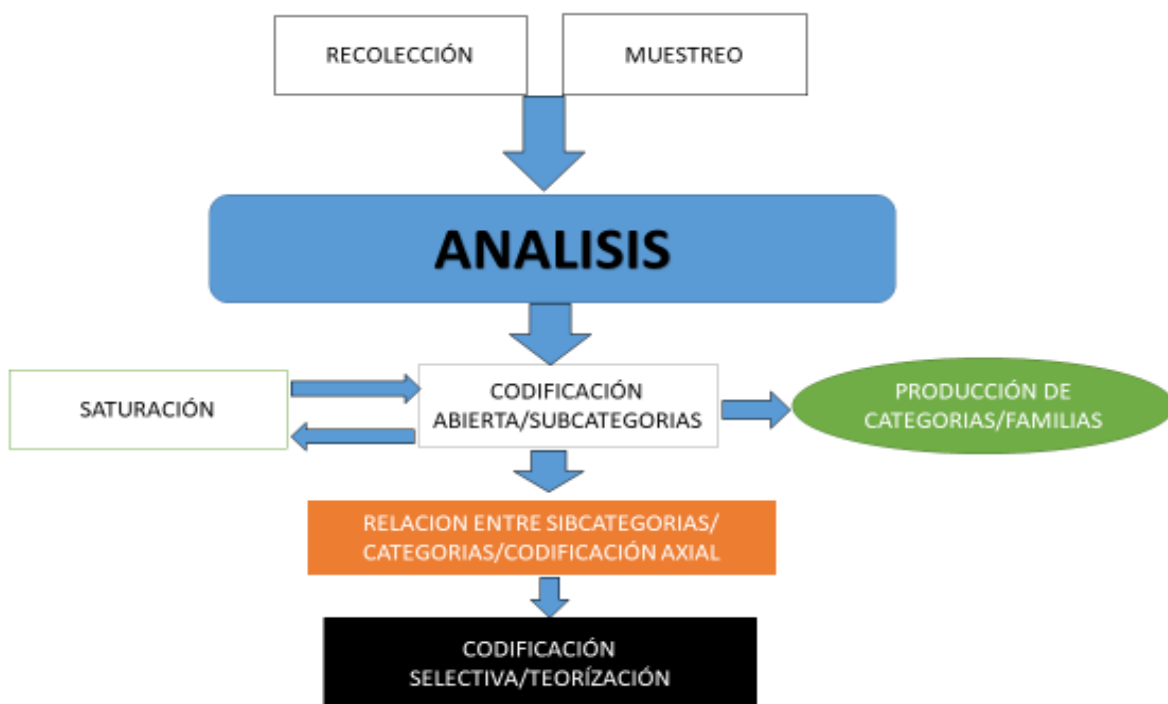 RECOLECCIÓN
MUESTREO
ANALISIS
SATURACIÓN
CODIFICACIÓN
ABIERTA/SUBCATEGORIAS
PRODUCCIÓN DE
CATEGORIAS/FAMILIAS
RELACION ENTRE SIBCATEGORIAS/
CATEGORIAS/CODIFICACIÓN AXIAL
CODIFICACIÓN
SELECTIVA/TEORÍZACIÓN